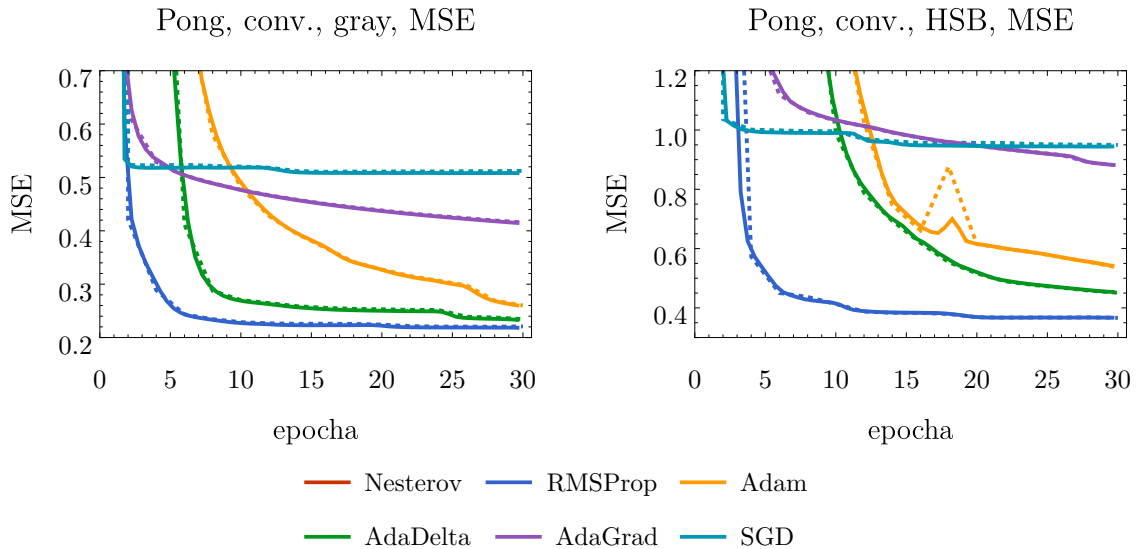 Pong, conv., gray, MSE
0.7
0.6
0.5
0.4
0.3
0.2
MSE
0 5 10 15 20 25 30
epocha
Pong, conv., HSB, MSE
1.2
1.0
0.8
0.6
0.4
MSE
0 5 10 15 20 25 30
epocha
Nesterov RMSProp Adam
AdaDelta AdaGrad SGD